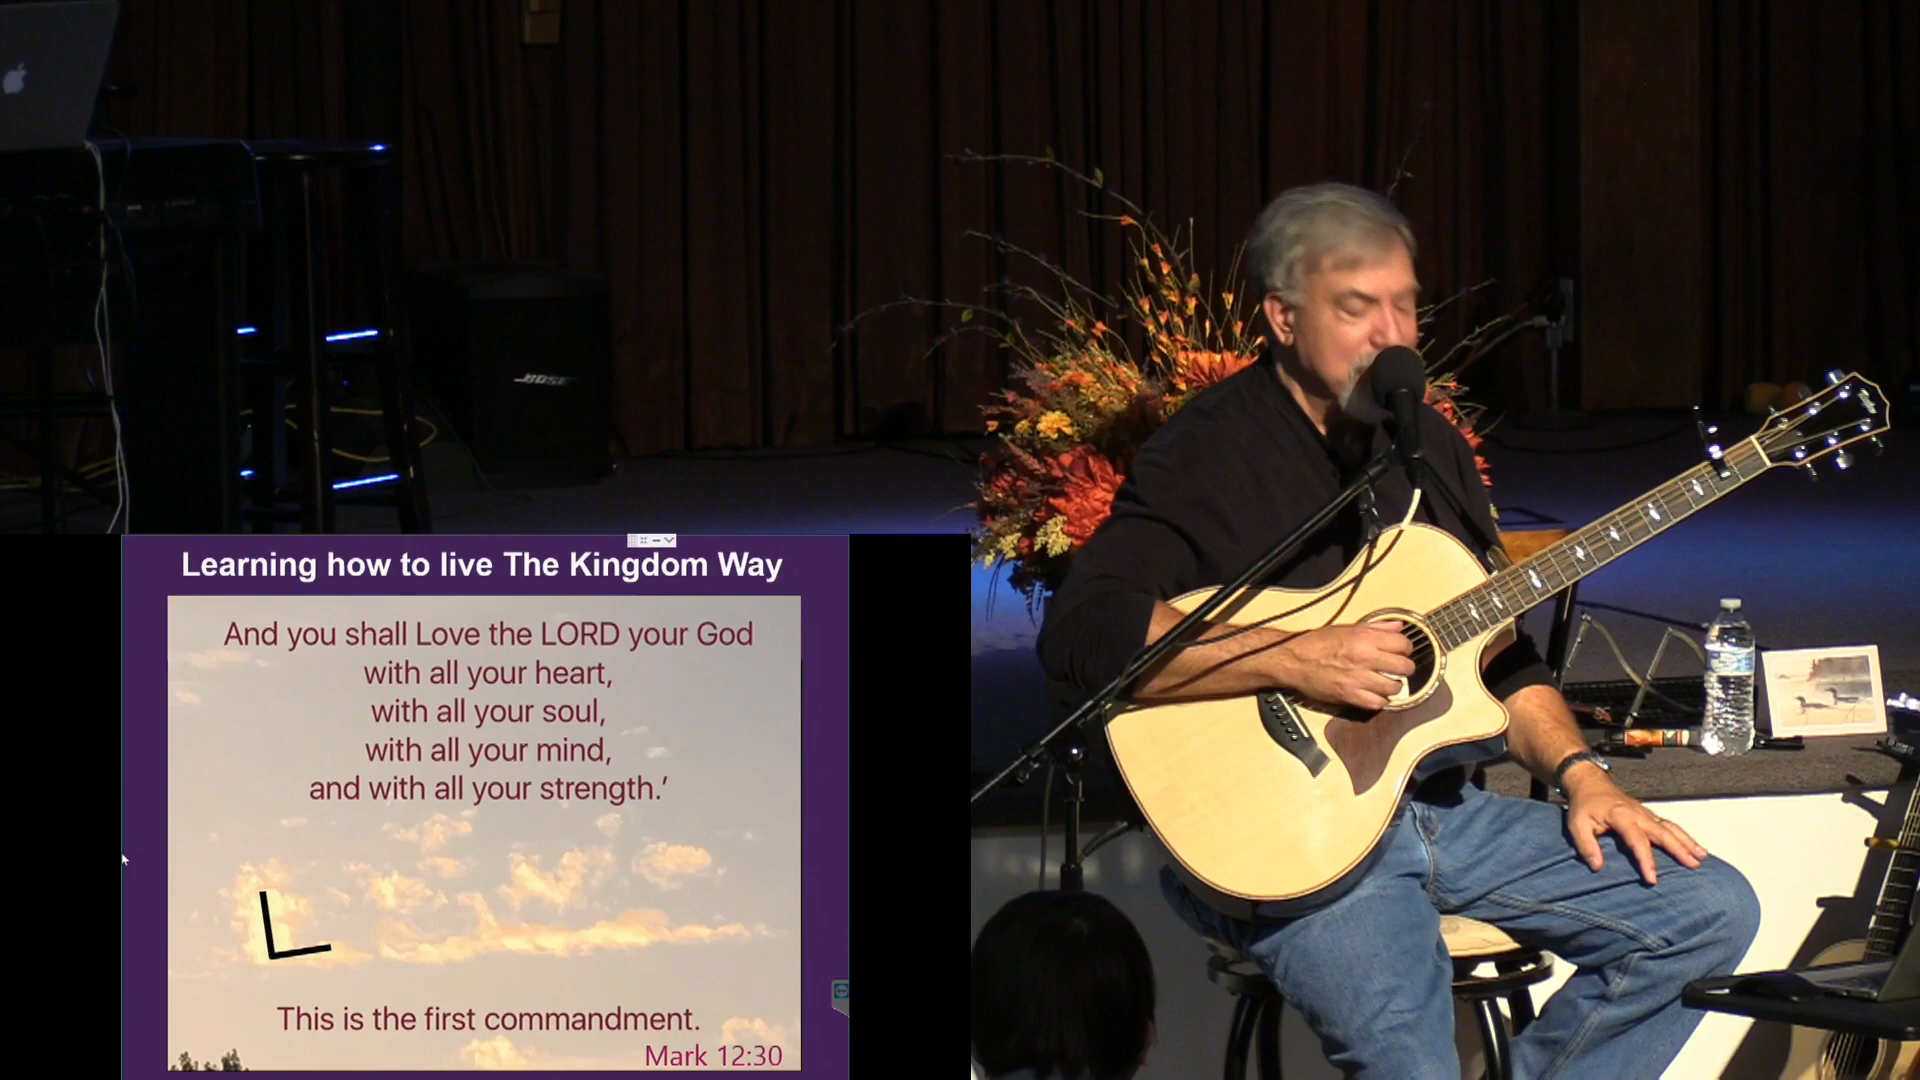 BOSE
Learning how to live The Kingdom Way
And you shall Love the LORD your God
with all your heart,
with all your soul,
with all your mind,
and with all your strength.’
L
This is the first commandment.
Mark 12:30